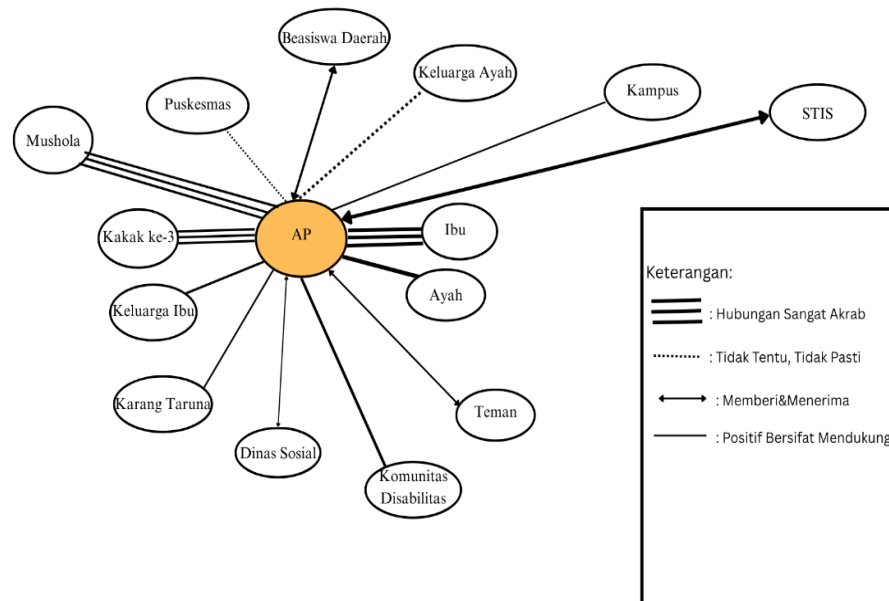 Beasiswa Daerah
Keluarga Ayah
Kampus
Puskesmas
STIS
Mushola
AP
Ibu
Kakak ke-3
Ayah
Keluarga Ibu
Karang Taruna
Teman
Dinas Sosial
Komunitas
Disabilitas
Keterangan:
: Hubungan Sangat Akrab
: Tidak Tentu, Tidak Pasti
: Memberi&Menerima
: Positif Bersifat Mendukung